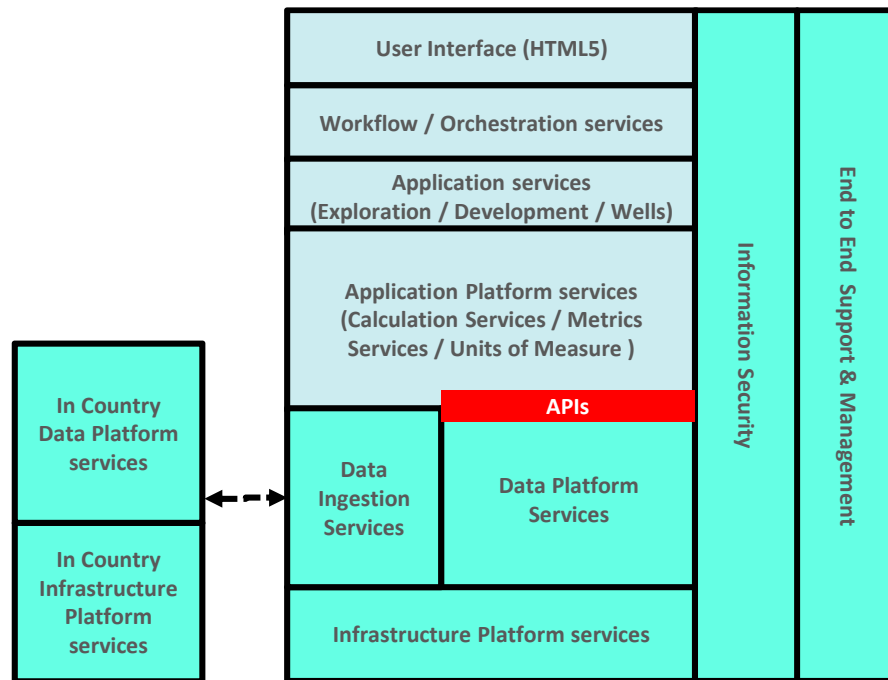 User Interface (HTML5)
Workflow / Orchestration services
Application services
(Exploration / Development / Wells)
Application Platform services
(Calculation Services / Metrics
Services / Units of Measure )
APIs
Data
Ingestion
Services
Data Platform
Services
Infrastructure Platform services
Information Security
End to End Support & Management
In Country
Data Platform
services
In Country
Infrastructure
Platform
services